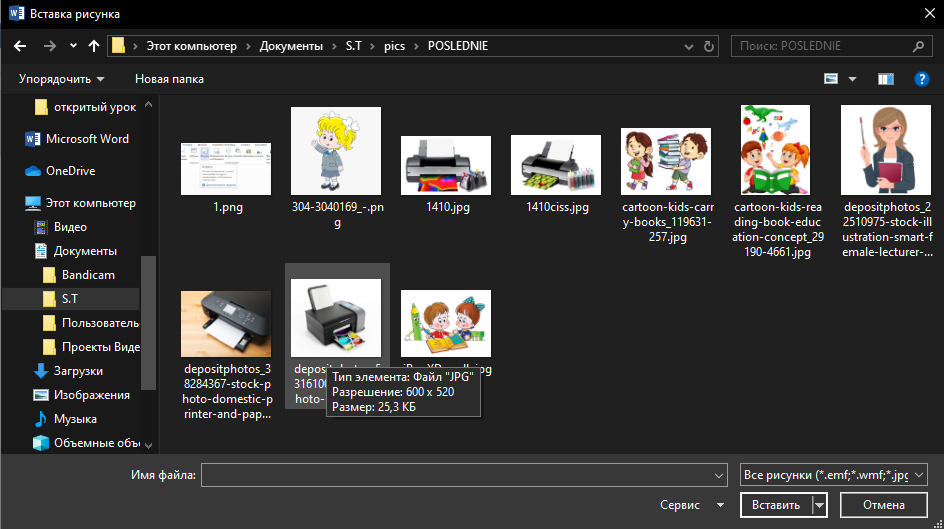 Вставка рисунка
Этот компьютер > Документы > S.T > pics > POSLEDNIE
Поиск: POSLEDNIE
Упорядочить
Новая папка
откритый урок
Microsoft Word
OneDrive
Этот компьютер
Видео
Документы
Bandicam
S.T
Пользователь
Проекты Виде
Загрузки
Изображения
Музыка
Объемные объ
1.png
304-3040169_-.pn
g
1410.jpg
1410ciss.jpg
cartoon-kids-carr
y-books_119631-
257.jpg
cartoon-kids-rea
ding-book-educ
ation-concept_29
190-4661.jpg
depositphotos_2
2510975-stock-ill
ustration-smart-f
emale-lecturer-...
depositphotos_3
8284367-stock-p
hoto-domestic-p
rinter-and-pap...
Тип элемента: Файл "JPG"
Разрешение: 600 x 520
Размер: 25,3 КБ
Имя файла:
Все рисунки (*.emf;*.wmf;*.jpg
Сервис
Вставить
Отмена